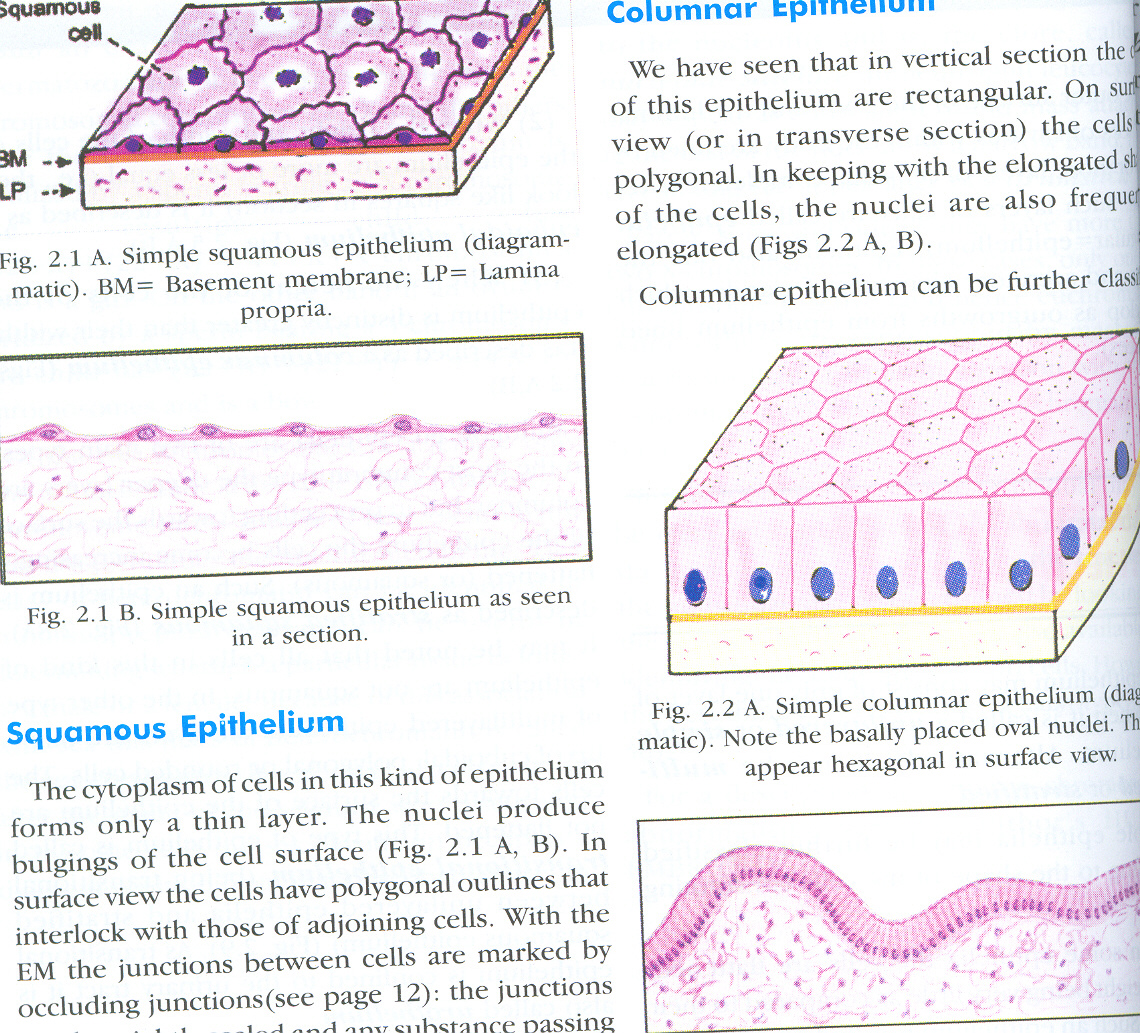 Squamous
cell
BM
LP
Fig. 2.1 A. Simple squamous epithelium (diagram-
matic). BM= Basement membrane; LP= Lamina
propria.
Fig. 2.1 B. Simple squamous epithelium as seen
in a section.
Squamous Epithelium
The cytoplasm of cells in this kind of epithelium
forms only a thin layer. The nuclei produce
bulgings of the cell surface (Fig. 2.1 A, B). In
surface view the cells have polygonal outlines that
interlock with those of adjoining cells. With the
EM the junctions between cells are marked by
occluding junctions(see page 12): the junctions
and any substance passing
Columnar Epithelium
We have seen that in vertical section the
of this epithelium are rectangular. On
view (or in transverse section) the cells
polygonal. In keeping with the elongated
of the cells, the nuclei are also
elongated (Figs 2.2 A, B).
Columnar epithelium can be further
Fig. 2.2 A. Simple columnar epithelium
matic). Note the basally placed oval nuclei.
appear hexagonal in surface view.